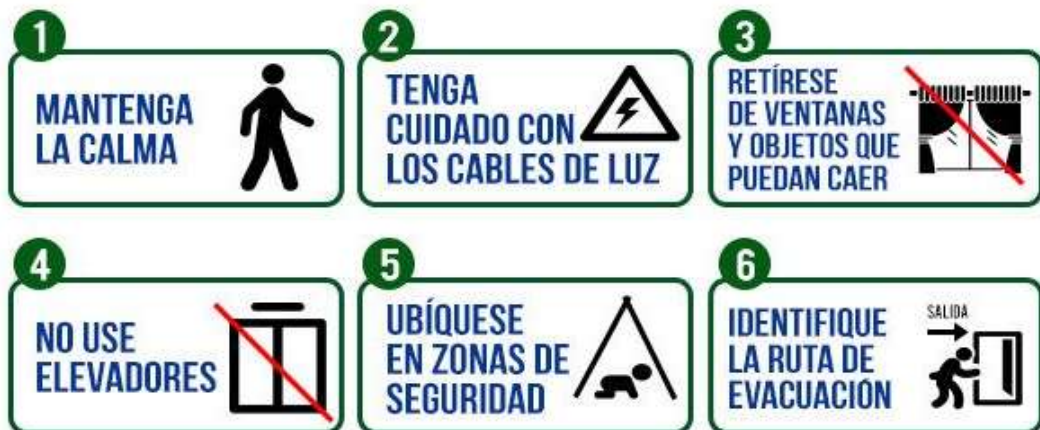 1
MANTENGA
LA CALMA
2
TENGA
CUIDADO CON
LOS CABLES DE LUZ
3
RETÍRESE
DE VENTANAS
Y OBJETOS QUE
PUEDAN CAER
4
NO USE
ELEVADORES
5
UBÍQUESE
EN ZONAS DE
SEGURIDAD
6
IDENTIFIQUE
LA RUTA DE
EVACUACIÓN
SALIDA